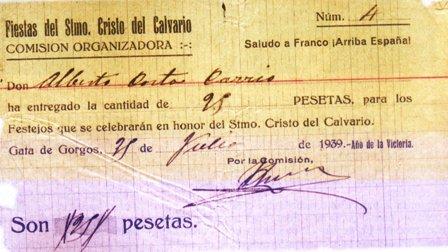 Fiestas del Stmo. Cristo del Calvario
COMISION ORGANIZADORA :-:
Núm. 4
Saludo a Franco ¡Arriba España!
Don Alberto
ha entregado la cantidad de 25 PESETAS, para los
Festejos que se celebrarán en honor del Stmo. Cristo del Calvario.
Gata de Gorgos, 25 de Julio de 1939.-Año de la Victoria.
Por la Comisión,
Son //25// pesetas.